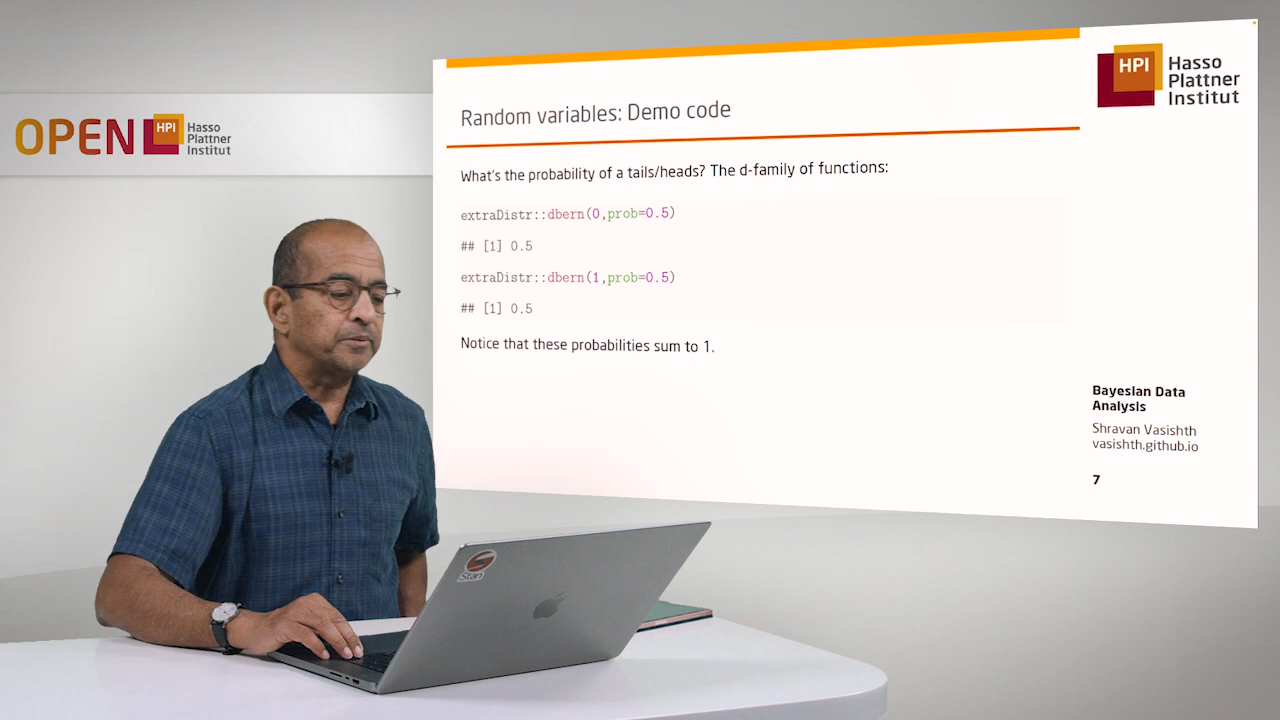 OPEN
HPI
Hasso
Plattner
Institut
Random variables: Demo code
HPI
Hasso
Plattner
Institut
What's the probability of a tails/heads? The d-family of functions:
extraDistr::dbern(0,prob=0.5)
## [1] 0.5
extraDistr::dbern(1,prob=0.5)
## [1] 0.5
Notice that these probabilities sum to 1.
Bayesian Data
Analysis
Shravan Vasishth
vasishth.github.io
7
Stan